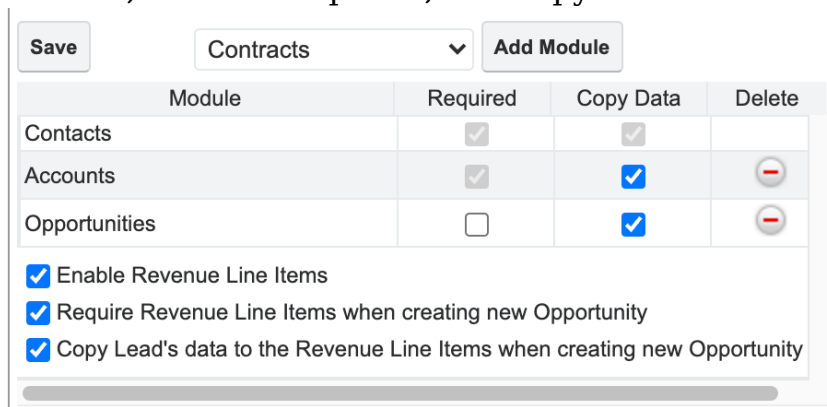 Save
Contracts
Add Module
Module Required Copy Data Delete
Contacts
Accounts
Opportunities
Enable Revenue Line Items
Require Revenue Line Items when creating new Opportunity
Copy Lead's data to the Revenue Line Items when creating new Opportunity